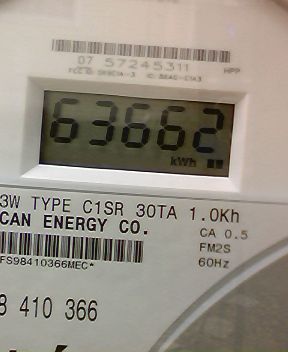 07 57245311
HPP
63662
kWh
3W TYPE C1SR 30TA 1.0Kh
CAN ENERGY CO.
CA 0.5
FM2S
60Hz
FS98410366MEC*
8 410 366